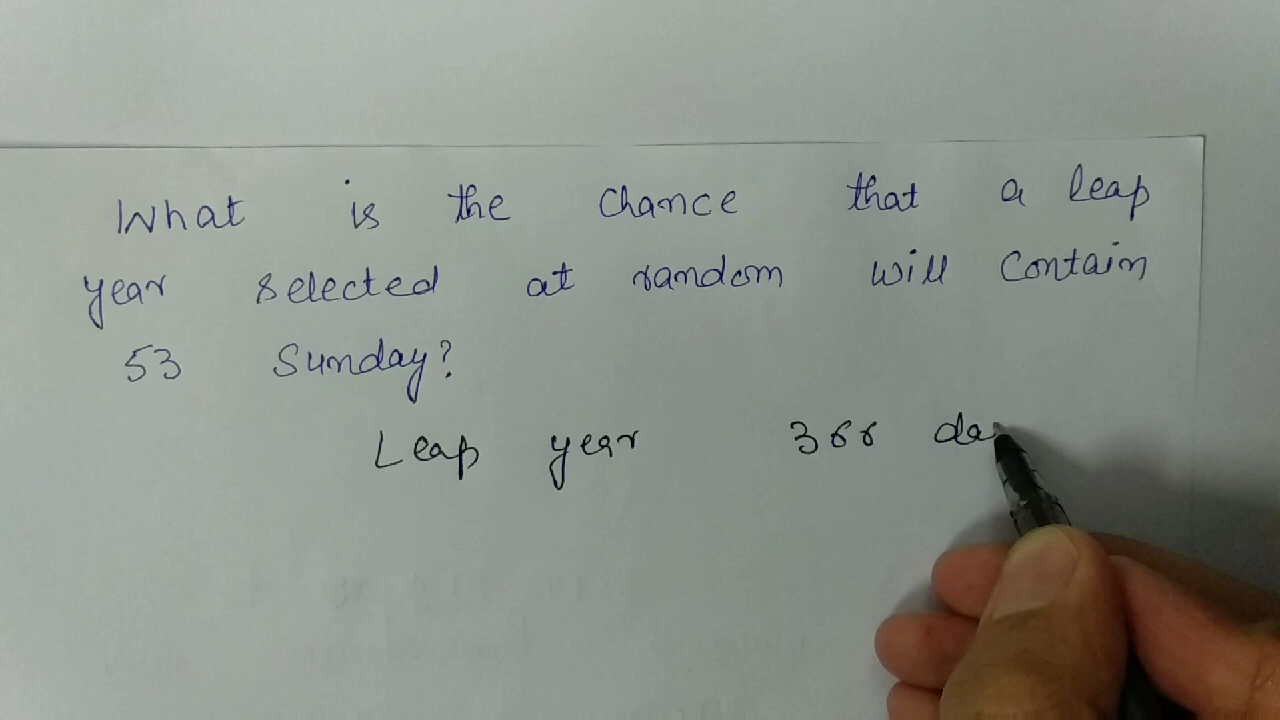 What is the chance that a leap
year selected at random will contain
53 Sunday?
Leap year 366 da